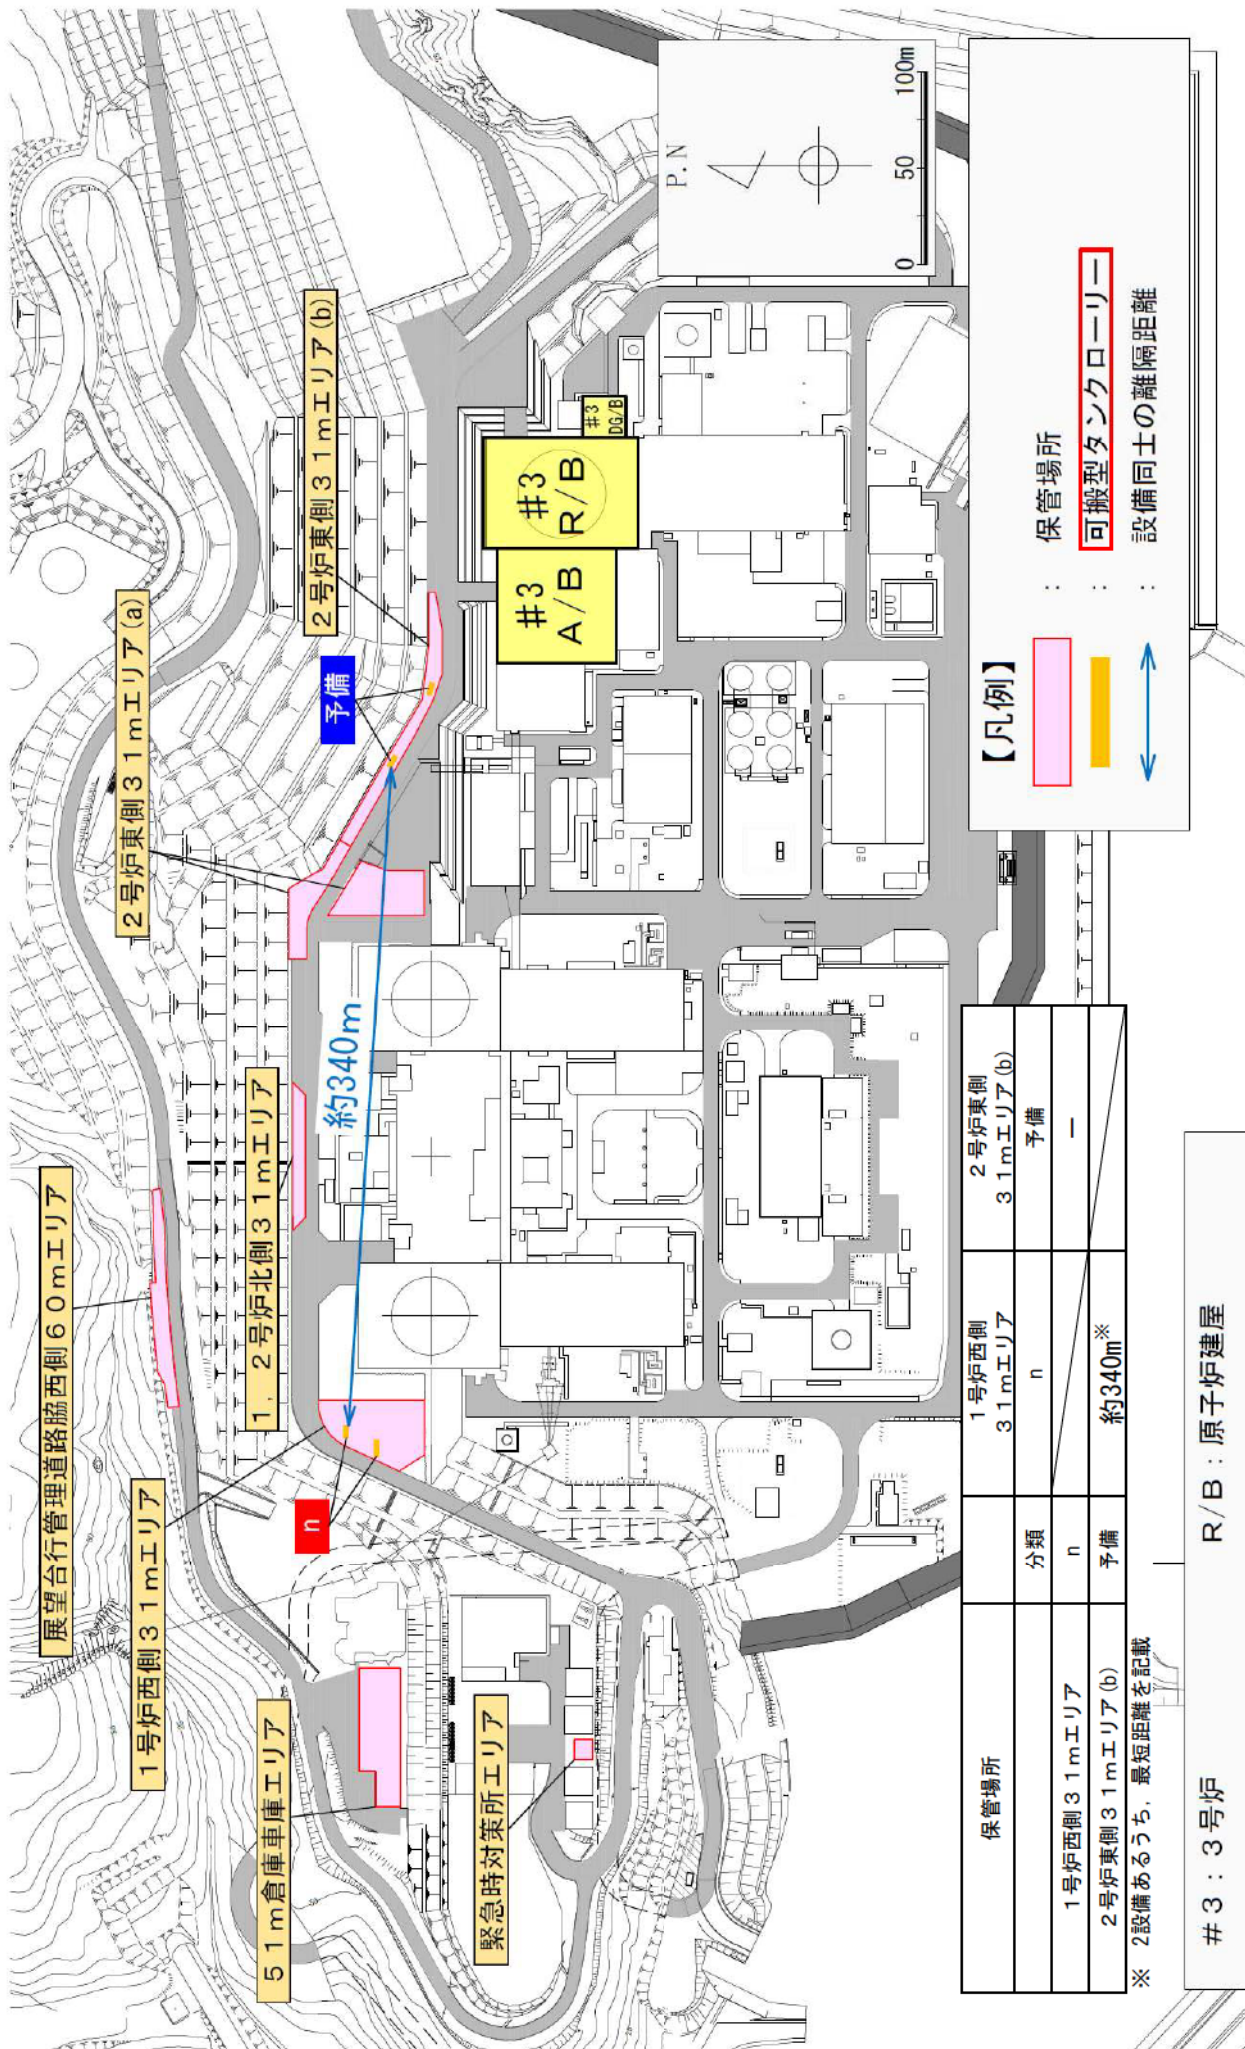 展望台行管理道路脇西側６０ｍエリア
１号炉西側３１ｍエリア
５１ｍ倉庫車庫エリア
緊急時対策所エリア
１，２号炉北側３１ｍエリア
２号炉東側３１ｍエリア(a)
２号炉東側３１ｍエリア(b)
n
予備
約340m
#3
A/B
#3
R/B
#3
DG/B
P.N
0 50 100m
【凡例】
： 保管場所
： 可搬型タンクローリー
： 設備同士の離隔距離
保管場所 １号炉西側 ３１ｍエリア ２号炉東側 ３１ｍエリア(b)
分類 n 予備
１号炉西側３１ｍエリア n －
２号炉東側３１ｍエリア(b) 予備 約340m※
※ 2設備あるうち，最短距離を記載
＃３：３号炉 R/B：原子炉建屋